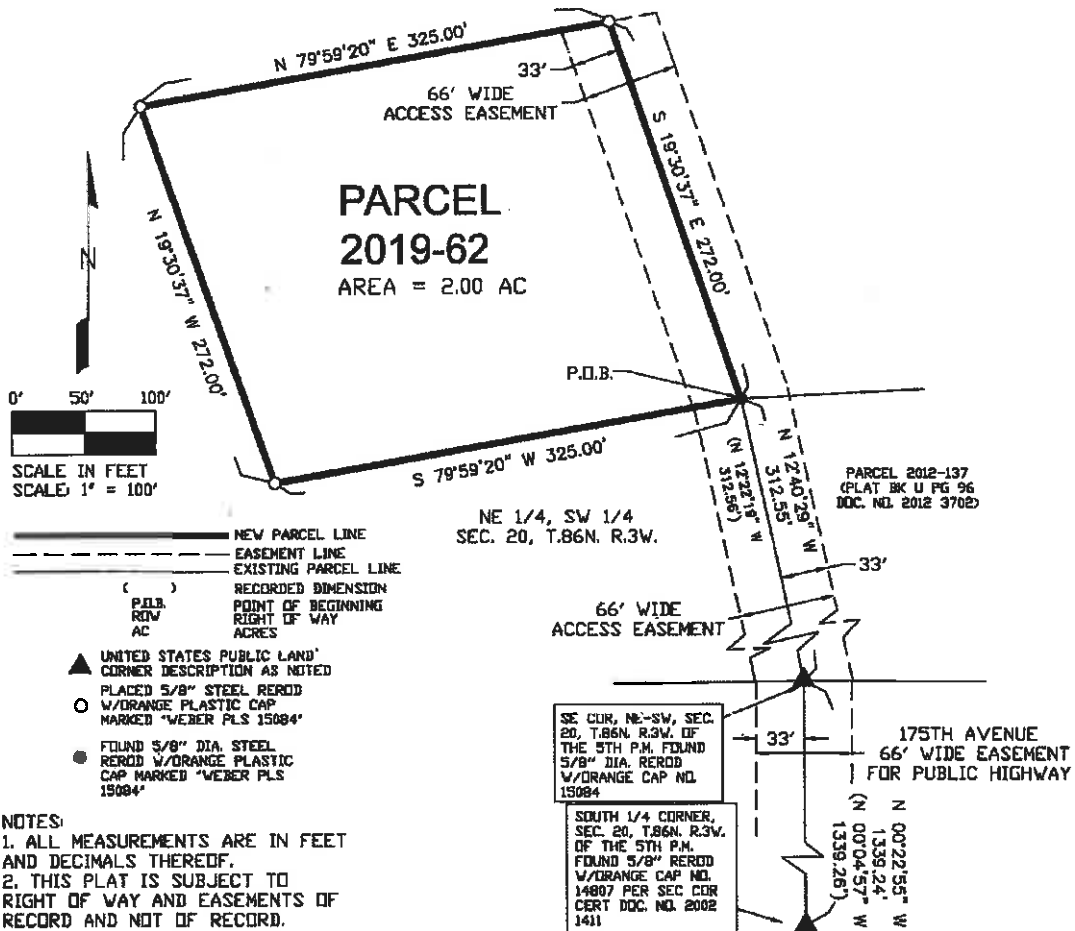 N 79°59'20" E 325.00'
33'
66' WIDE
ACCESS EASEMENT
S 19°30'37" E 272.00'
PARCEL
2019-62
AREA = 2.00 AC
N 19°30'37" W 272.00'
N
P.O.B.
0' 50' 100'
SCALE IN FEET
SCALE: 1" = 100'
S 79°59'20" W 325.00'
NE 1/4, SW 1/4
SEC. 20, T.86N. R.3W.
N 12°40'29" W
312.55'
(N 12°22'19" W
312.56')
PARCEL 2012-137
(PLAT BK U PG 96
DOC. NO. 2012 3702)
33'
66' WIDE
ACCESS EASEMENT
NEW PARCEL LINE
EASEMENT LINE
EXISTING PARCEL LINE
( ) RECORDED DIMENSION
P.O.B. POINT OF BEGINNING
ROW RIGHT OF WAY
AC ACRES
UNITED STATES PUBLIC LAND
CORNER DESCRIPTION AS NOTED
PLACED 5/8" STEEL REROD
W/ORANGE PLASTIC CAP
MARKED "WEBER PLS 15084"
FOUND 5/8" DIA. STEEL
REROD W/ORANGE PLASTIC
CAP MARKED "WEBER PLS
15084"
SE COR, NE-SW, SEC.
20, T.86N. R.3W. OF
THE 5TH P.M. FOUND
5/8" DIA. REROD
W/ORANGE CAP NO.
15084
33'
175TH AVENUE
66' WIDE EASEMENT
FOR PUBLIC HIGHWAY
SOUTH 1/4 CORNER,
SEC. 20, T.86N. R.3W.
OF THE 5TH P.M.
FOUND 5/8" REROD
W/ORANGE CAP NO.
14807 PER SEC COR
CERT DOC. NO. 2002
1411
N 00°22'55" W
1339.24'
(N 00°04'57" W
1339.26')
NOTES:
1. ALL MEASUREMENTS ARE IN FEET
AND DECIMALS THEREOF.
2. THIS PLAT IS SUBJECT TO
RIGHT OF WAY AND EASEMENTS OF
RECORD AND NOT OF RECORD.